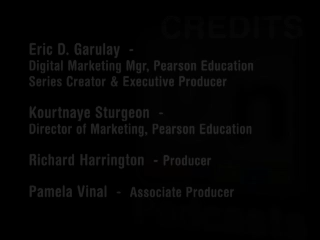 CREDITS
Eric D. Garulay -
Digital Marketing Mgr, Pearson Education
Series Creator & Executive Producer
Kourtnaye Sturgeon -
Director of Marketing, Pearson Education
Richard Harrington - Producer
Pamela Vinal - Associate Producer